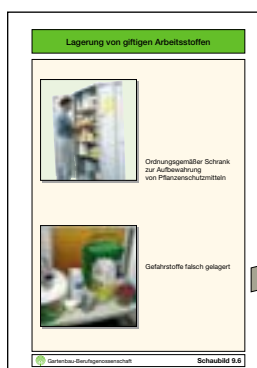 Lagerung von giftigen Arbeitsstoffen
Ordnungsgemäßer Schrank
zur Aufbewahrung
von Pflanzenschutzmitteln
Gefahrstoffe falsch gelagert
Gartenbau-Berufsgenossenschaft
Schaubild 9.6